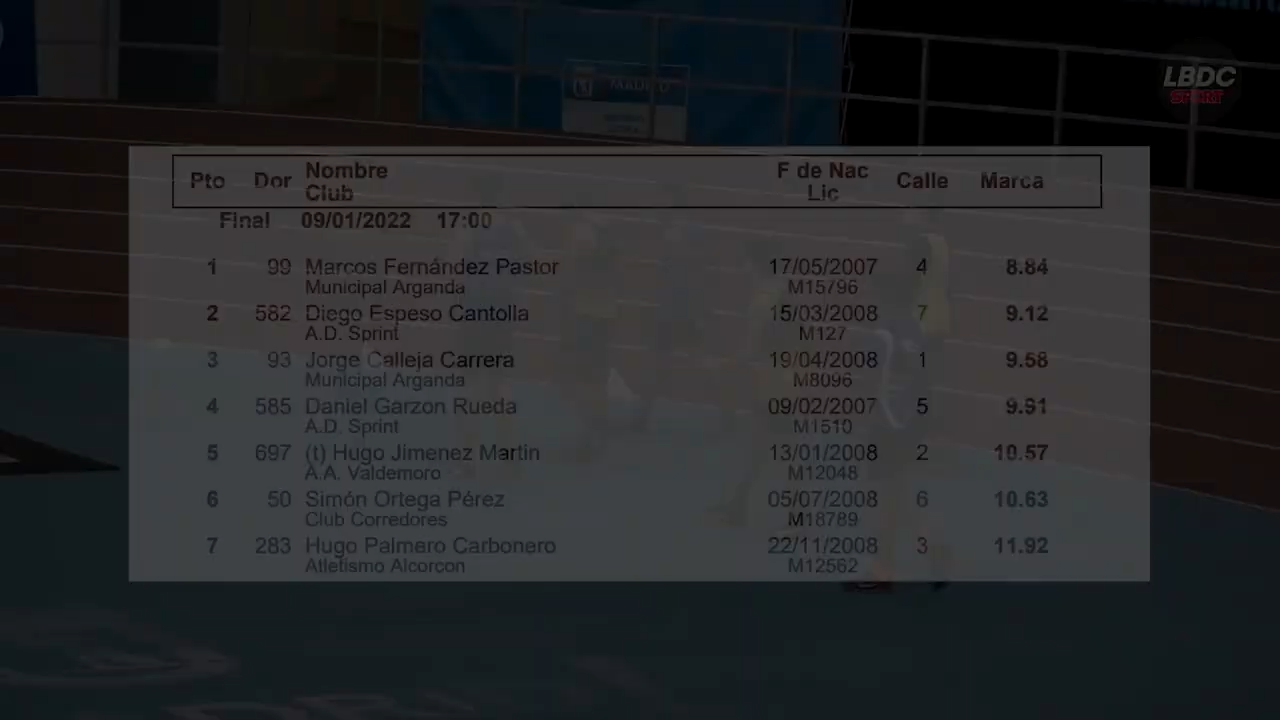 MADRID
LBDC
SPORT
Pto Dor Nombre F de Nac Calle Marca
Club Lic
Final 09/01/2022 17:00
1 99 Marcos Fernández Pastor 17/05/2007 4 8.84
Municipal Arganda M15796
2 582 Diego Espeso Cantolla 15/03/2008 7 9.12
A.D. Sprint M127
3 93 Jorge Calleja Carrera 19/04/2008 1 9.58
Municipal Arganda M8096
4 585 Daniel Garzon Rueda 09/02/2007 5 9.91
A.D. Sprint M1510
5 697 (t) Hugo Jimenez Martin 13/01/2008 2 10.57
A.A. Valdemoro M12048
6 50 Simón Ortega Pérez 05/07/2008 6 10.63
Club Corredores M18789
7 283 Hugo Palmero Carbonero 22/11/2008 3 11.92
Atletismo Alcorcon M12562